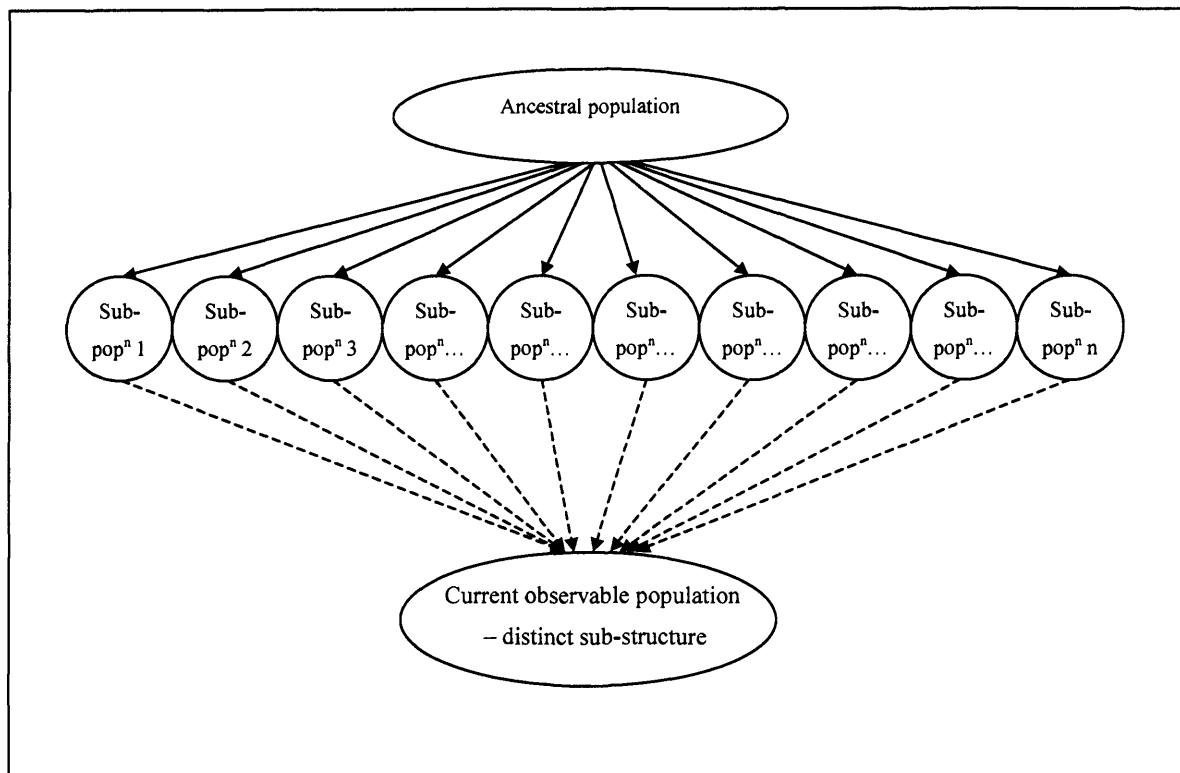 Ancestral population
Sub-
popⁿ 1
Sub-
popⁿ 2
Sub-
popⁿ 3
Sub-
popⁿ...
Sub-
popⁿ...
Sub-
popⁿ...
Sub-
popⁿ...
Sub-
popⁿ...
Sub-
popⁿ...
Sub-
popⁿ n
Current observable population
– distinct sub-structure